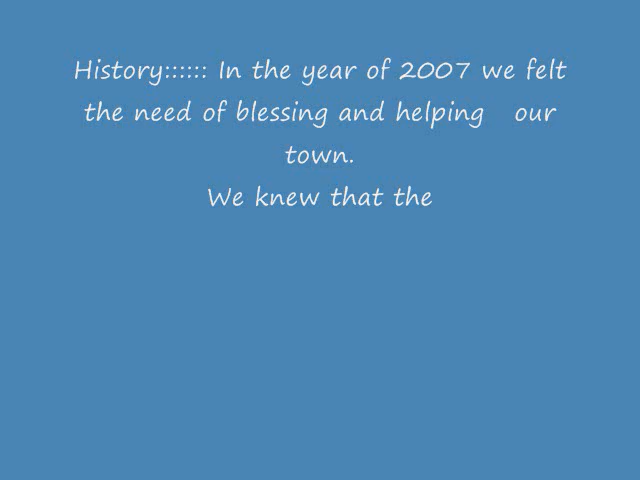 History:::::: In the year of 2007 we felt
the need of blessing and helping   our
town.
We knew that the